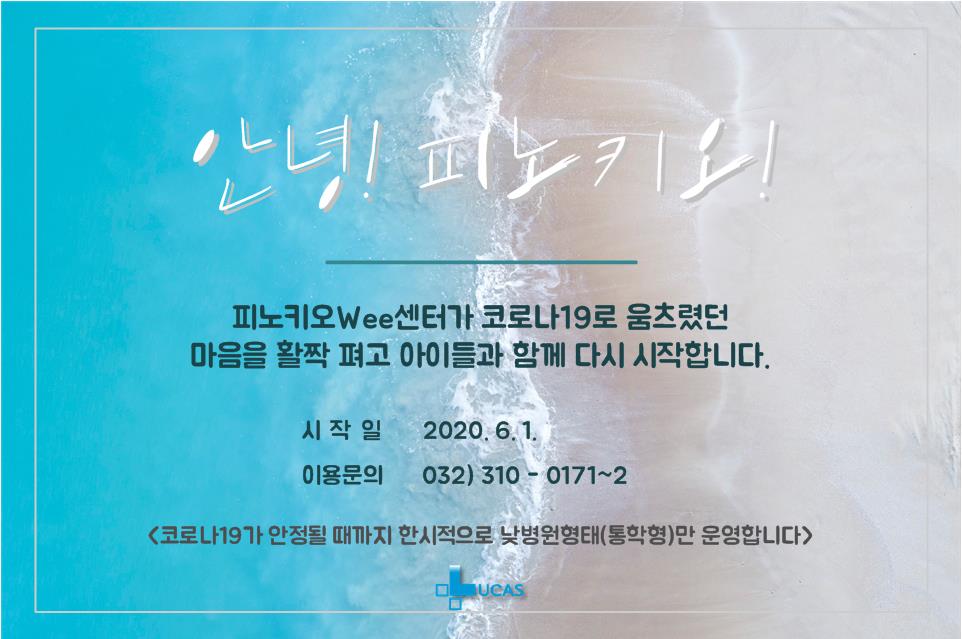 안녕! 피노키오!
피노키오Wee센터가 코로나19로 움츠렸던
마음을 활짝 펴고 아이들과 함께 다시 시작합니다.
시 작 일 2020. 6. 1.
이용문의 032) 310 - 0171~2
<코로나19가 안정될 때까지 한시적으로 낮병원형태(통학형)만 운영합니다>
LUCAS